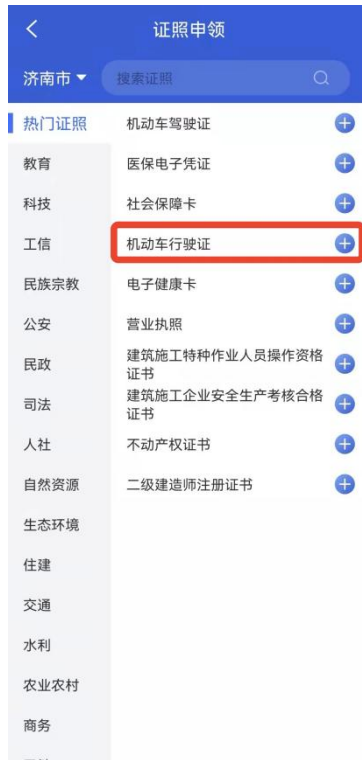 证照申领
济南市
搜索证照
热门证照
机动车驾驶证
教育
医保电子凭证
科技
社会保障卡
工信
机动车行驶证
民族宗教
电子健康卡
公安
营业执照
民政
建筑施工特种作业人员操作资格
证书
司法
建筑施工企业安全生产考核合格
证书
人社
不动产权证书
自然资源
二级建造师注册证书
生态环境
住建
交通
水利
农业农村
商务